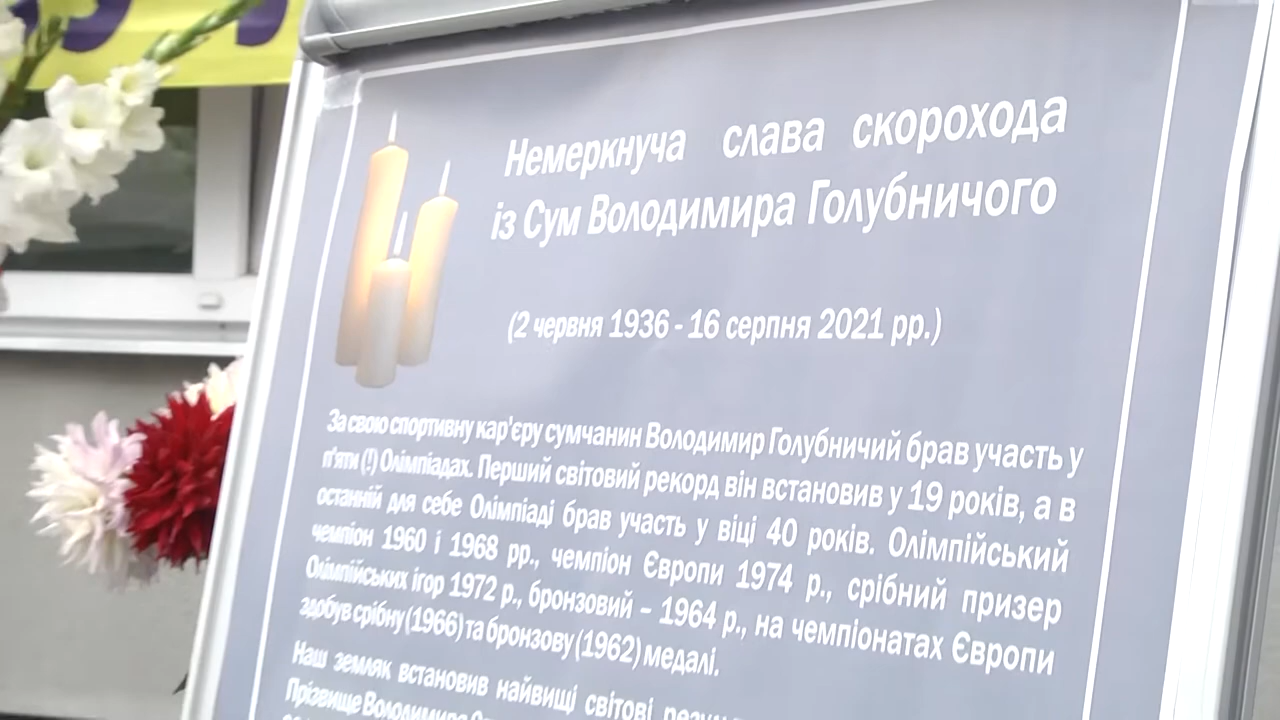 Немеркнуча слава скорохода
із Сум Володимира Голубничого
(2 червня 1936 - 16 серпня 2021 рр.)
За свою спортивну кар'єру сумчанин Володимир Голубничий брав участь у
п'яти (!) Олімпіадах. Перший світовий рекорд він встановив у 19 років, а в
останній для себе Олімпіаді брав участь у віці 40 років. Олімпійський
чемпіон 1960 і 1968 рр., чемпіон Європи 1974 р., срібний призер
Олімпійських ігор 1972 р., бронзовий – 1964 р., на чемпіонатах Європи
здобув срібну (1966) та бронзову (1962) медалі.
Наш земляк встановив найвищі світові
Прізвище Володимира